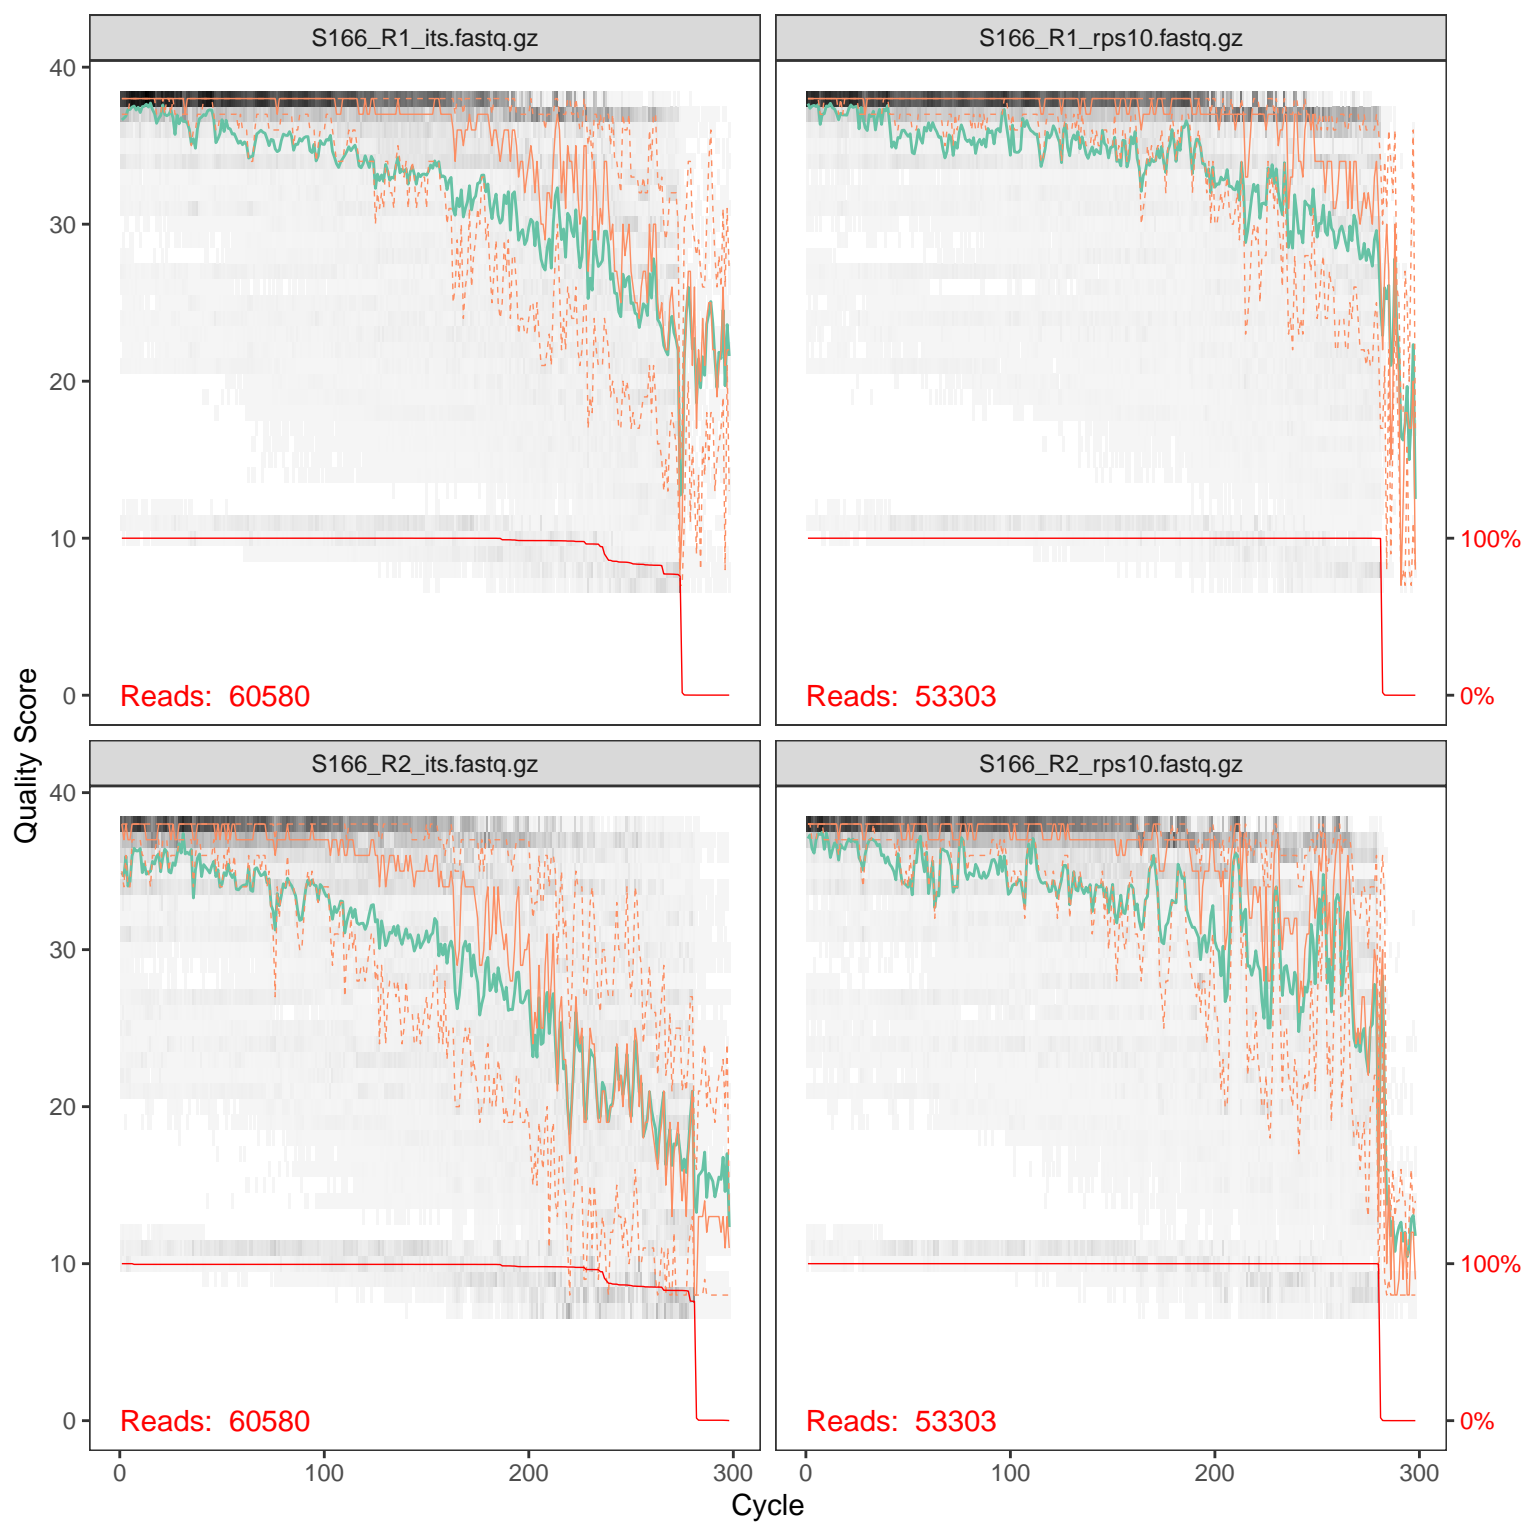 S166_R1_its.fastq.gz
S166_R1_rps10.fastq.gz
40
30
20
10
0
100%
0%
Reads: 60580
Reads: 53303
Quality Score
S166_R2_its.fastq.gz
S166_R2_rps10.fastq.gz
40
30
20
10
0
100%
0%
Reads: 60580
Reads: 53303
0 100 200 300
0 100 200 300
Cycle